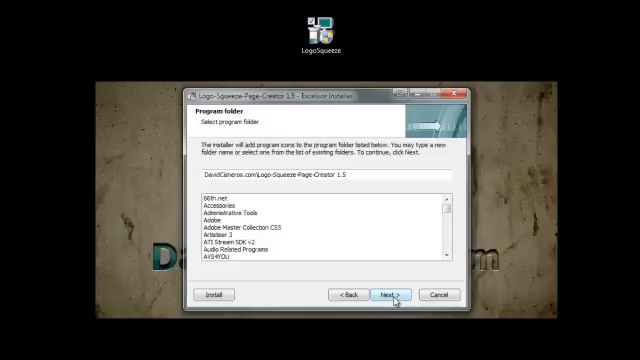 LogoSqueeze
Logo-Squeeze-Page-Creator 1.5 - Excelsior Installer
Program folder
Select program folder
The installer will add program icons to the program folder listed below. You may type a new
folder name or select one from the list of existing folders. To continue, click Next.
DavidCisneros.com\Logo-Squeeze-Page-Creator 1.5
66th.net
Accessories
Administrative Tools
Adobe
Adobe Master Collection CS5
Artisteer 3
ATI Stream SDK v2
Audio Related Programs
AVS4YOU
Install
< Back
Next >
Cancel